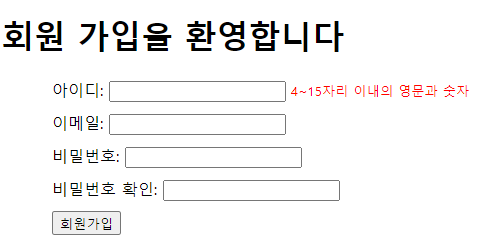 회원 가입을 환영합니다
아이디: 4~15자리 이내의 영문과 숫자
이메일:
비밀번호:
비밀번호 확인:
회원가입